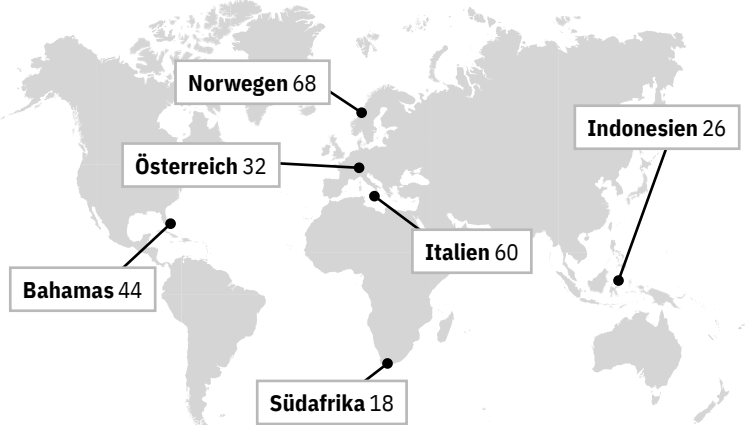 Norwegen 68
Indonesien 26
Österreich 32
Italien 60
Bahamas 44
Südafrika 18